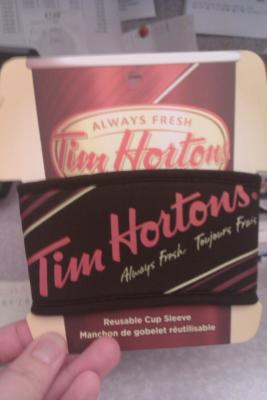 ALWAYS FRESH
Tim Hortons
Tim Hortons.
Always Fresh Toujours Frais
Reusable Cup Sleeve
Manchon de gobelet réutilisable